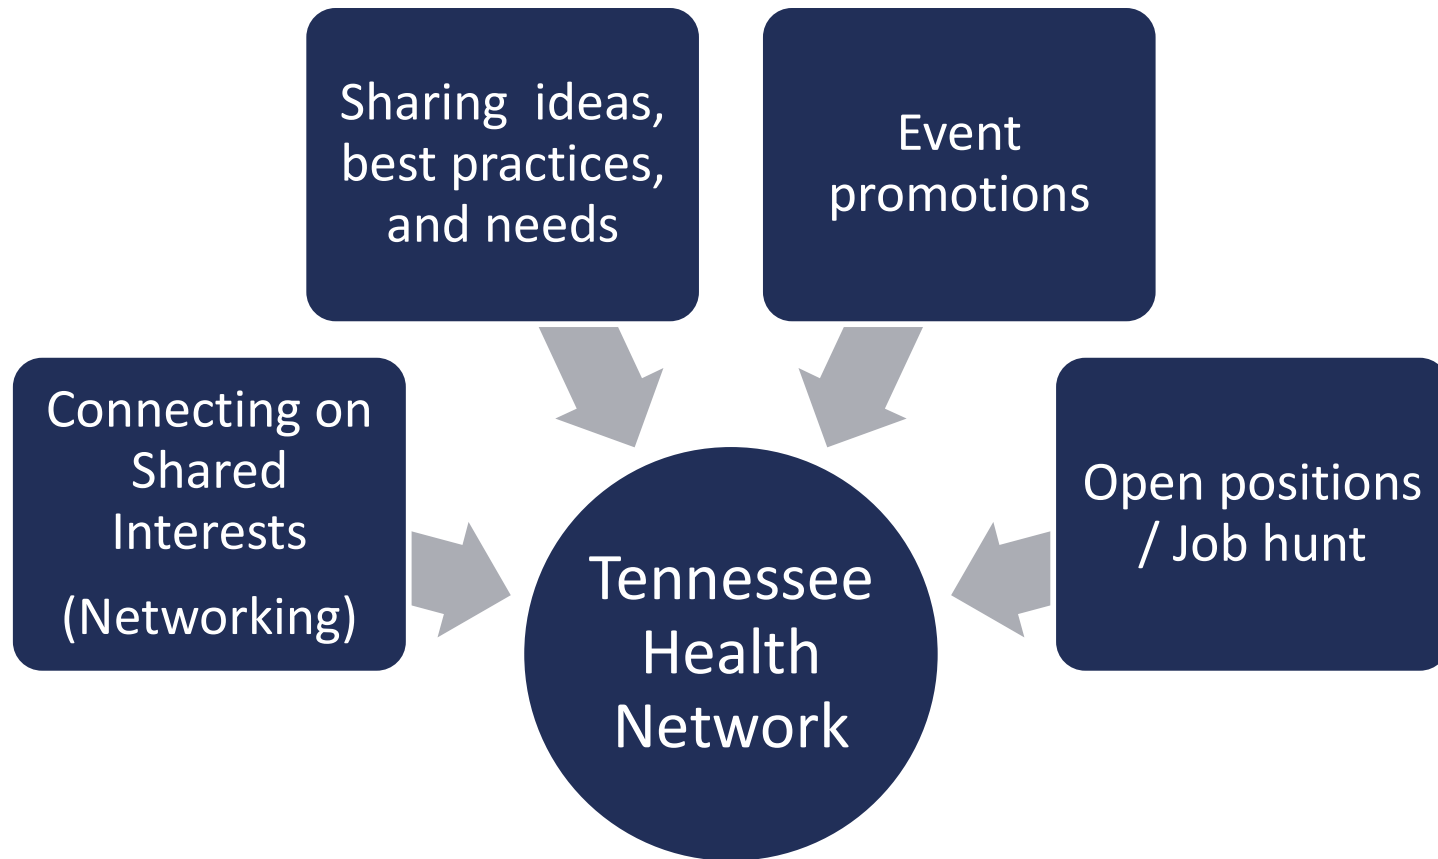 Sharing  ideas,
best practices,
and needs
Event
promotions
Connecting on
Shared
Interests
(Networking)
Open positions
/ Job hunt
Tennessee
Health
Network